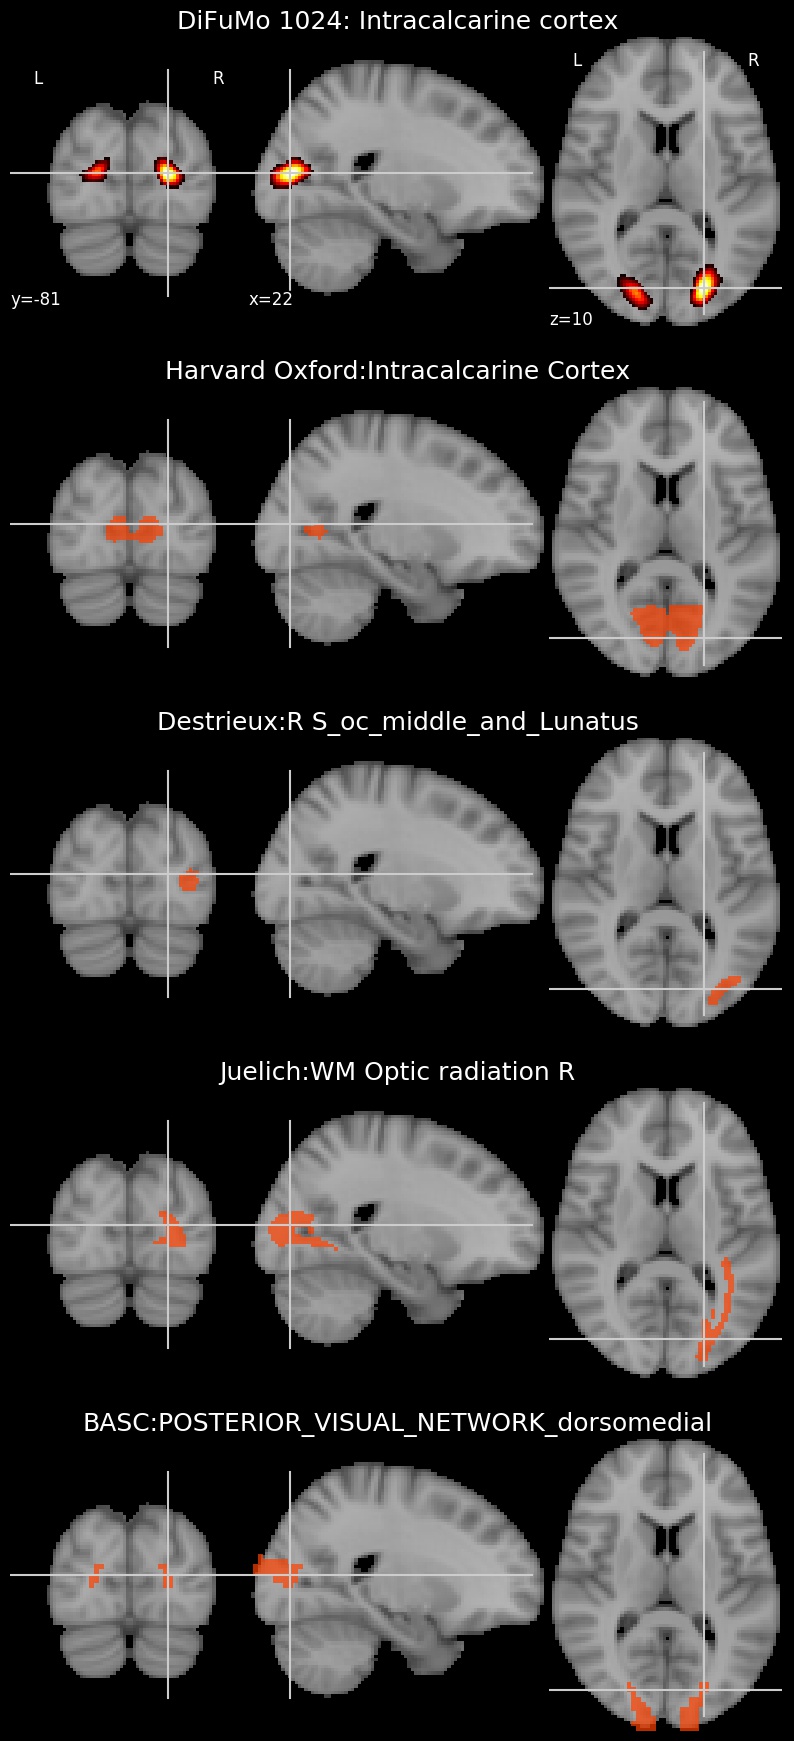 DiFuMo 1024: Intracalcarine cortex
L R L R
y=-81 x=22 z=10
Harvard Oxford:Intracalcarine Cortex
Destrieux:R S_oc_middle_and_Lunatus
Juelich:WM Optic radiation R
BASC:POSTERIOR_VISUAL_NETWORK_dorsomedial